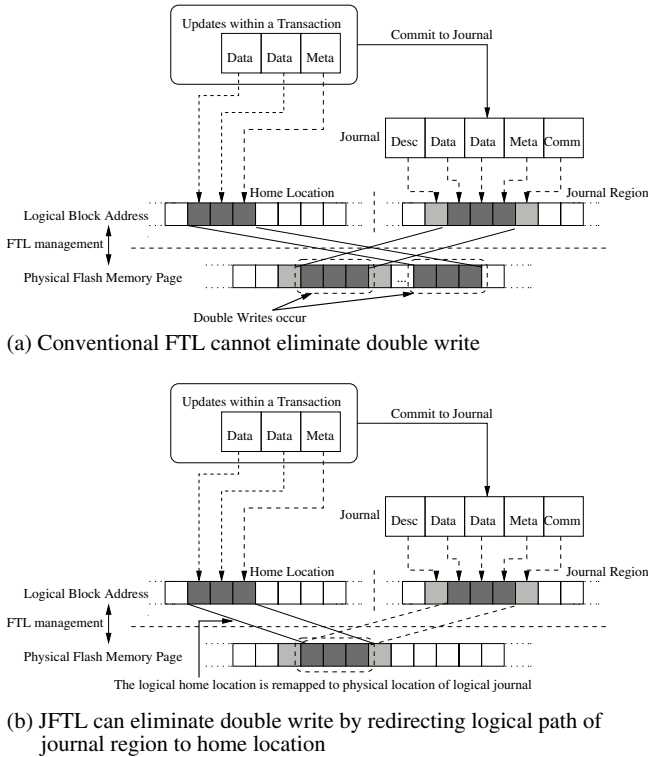 Updates within a Transaction
Data Data Meta
Commit to Journal
Journal
Desc Data Data Meta Comm
Home Location
Journal Region
Logical Block Address
FTL management
Physical Flash Memory Page
...
Double Writes occur
(a) Conventional FTL cannot eliminate double write
Updates within a Transaction
Data Data Meta
Commit to Journal
Journal
Desc Data Data Meta Comm
Home Location
Journal Region
Logical Block Address
FTL management
Physical Flash Memory Page
The logical home location is remapped to physical location of logical journal
(b) JFTL can eliminate double write by redirecting logical path of
journal region to home location